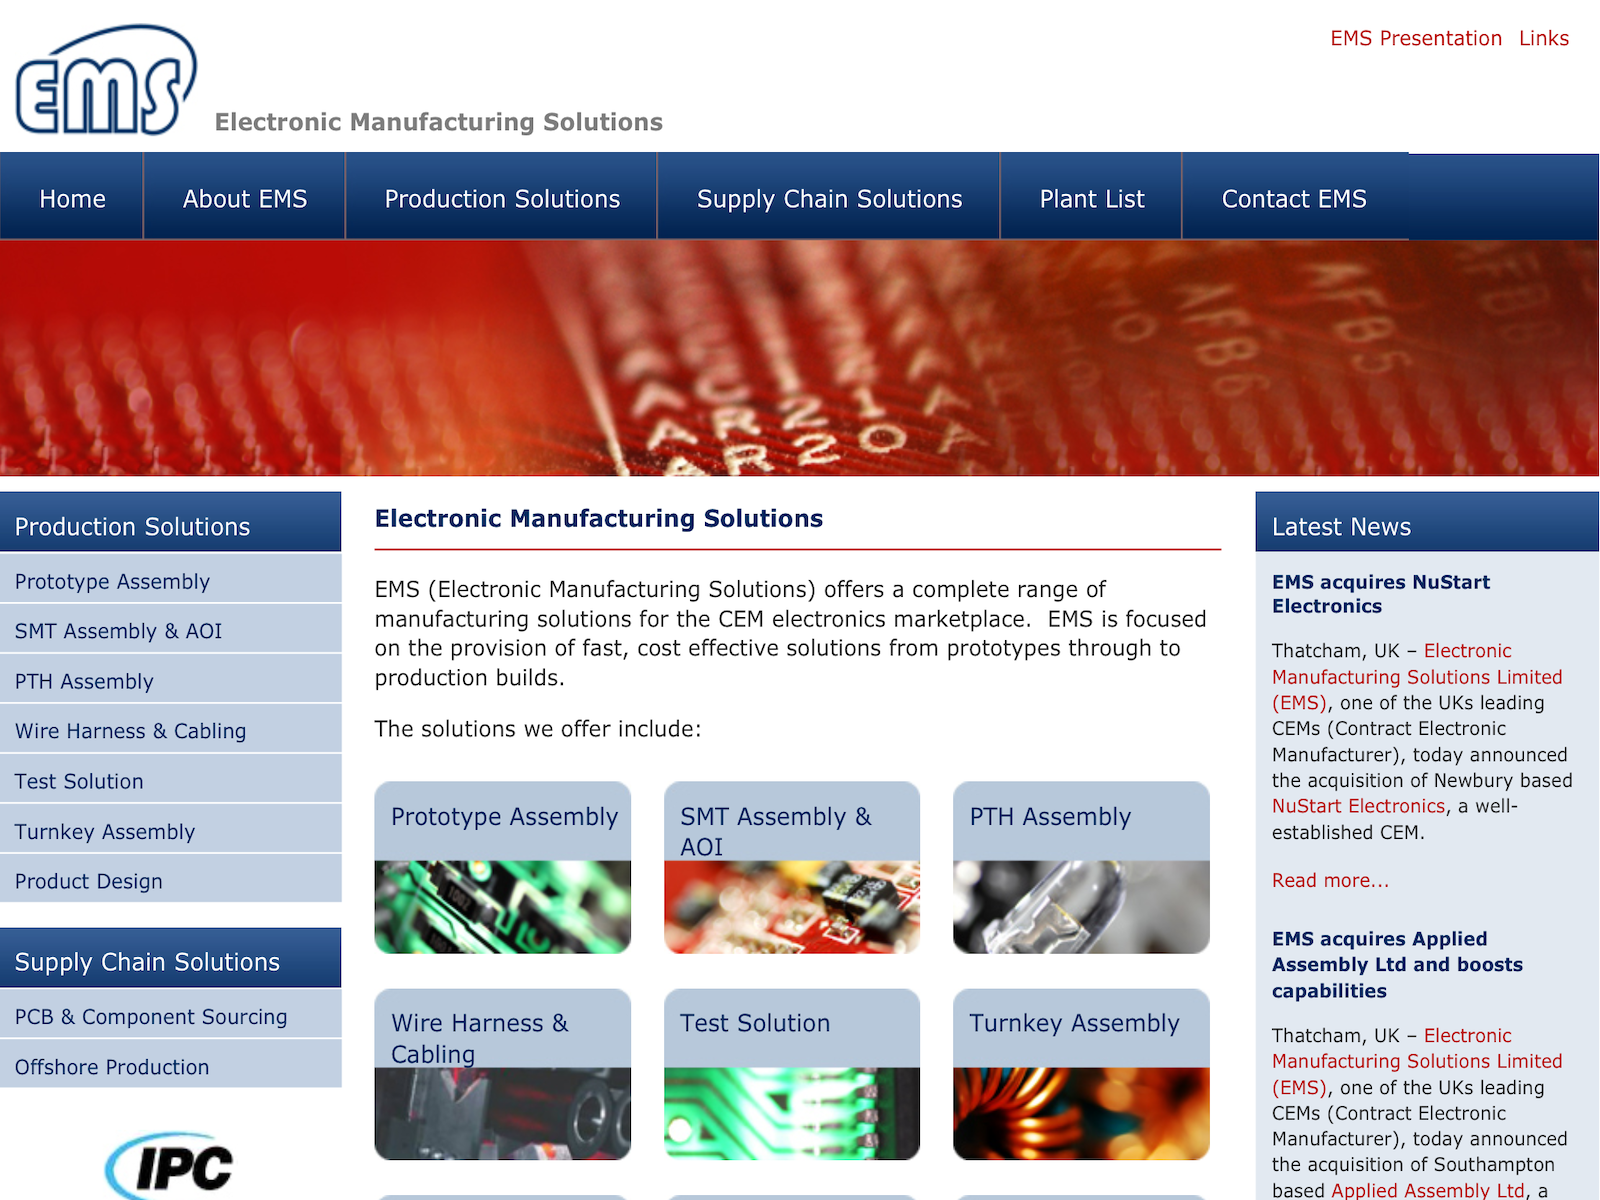 EMS Presentation Links
EMS
Electronic Manufacturing Solutions
Home
About EMS
Production Solutions
Supply Chain Solutions
Plant List
Contact EMS
AF85
AF86
AR20
Production Solutions
Prototype Assembly
SMT Assembly & AOI
PTH Assembly
Wire Harness & Cabling
Test Solution
Turnkey Assembly
Product Design
Supply Chain Solutions
PCB & Component Sourcing
Offshore Production
IPC
Electronic Manufacturing Solutions
EMS (Electronic Manufacturing Solutions) offers a complete range of
manufacturing solutions for the CEM electronics marketplace.  EMS is focused
on the provision of fast, cost effective solutions from prototypes through to
production builds.
The solutions we offer include:
Prototype Assembly
SMT Assembly &
AOI
PTH Assembly
Wire Harness &
Cabling
Test Solution
Turnkey Assembly
Latest News
EMS acquires NuStart
Electronics
Thatcham, UK – Electronic
Manufacturing Solutions Limited
(EMS), one of the UKs leading
CEMs (Contract Electronic
Manufacturer), today announced
the acquisition of Newbury based
NuStart Electronics, a well-
established CEM.
Read more...
EMS acquires Applied
Assembly Ltd and boosts
capabilities
Thatcham, UK – Electronic
Manufacturing Solutions Limited
(EMS), one of the UKs leading
CEMs (Contract Electronic
Manufacturer), today announced
the acquisition of Southampton
based Applied Assembly Ltd, a